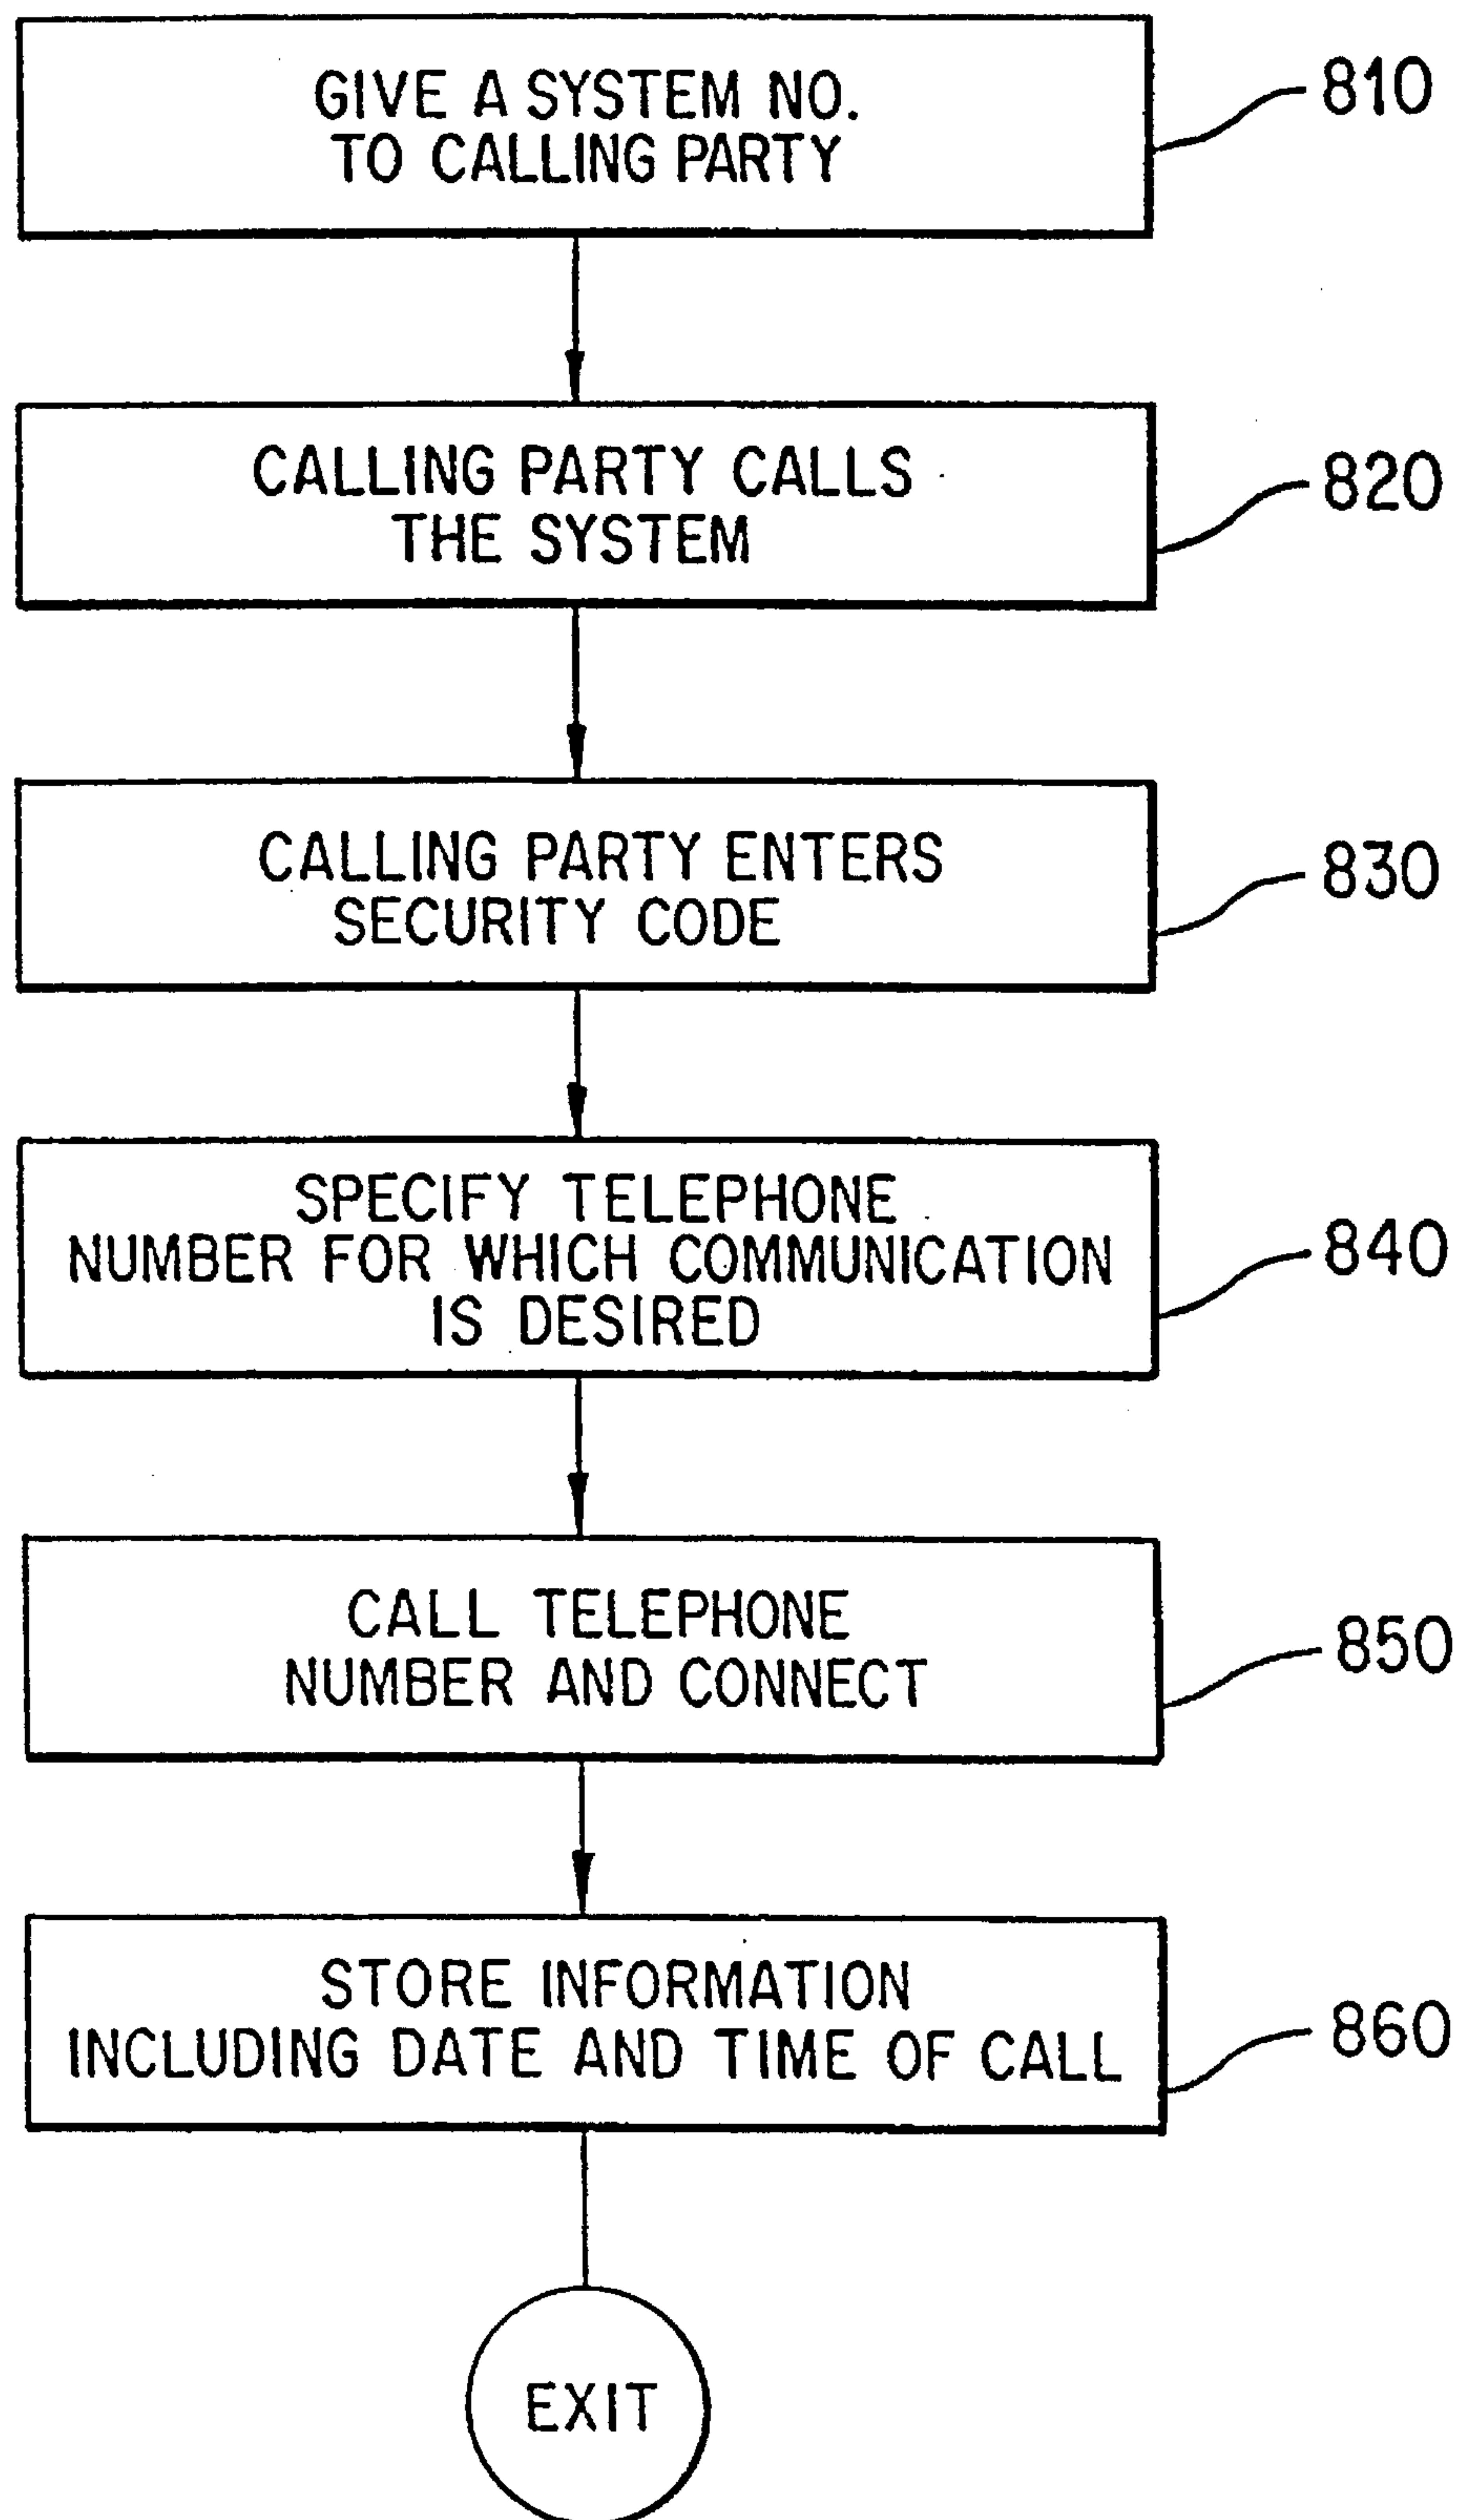 GIVE A SYSTEM NO.
TO CALLING PARTY
810
CALLING PARTY CALLS
THE SYSTEM
820
CALLING PARTY ENTERS
SECURITY CODE
830
SPECIFY TELEPHONE
NUMBER FOR WHICH COMMUNICATION
IS DESIRED
840
CALL TELEPHONE
NUMBER AND CONNECT
850
STORE INFORMATION
INCLUDING DATE AND TIME OF CALL
860
EXIT